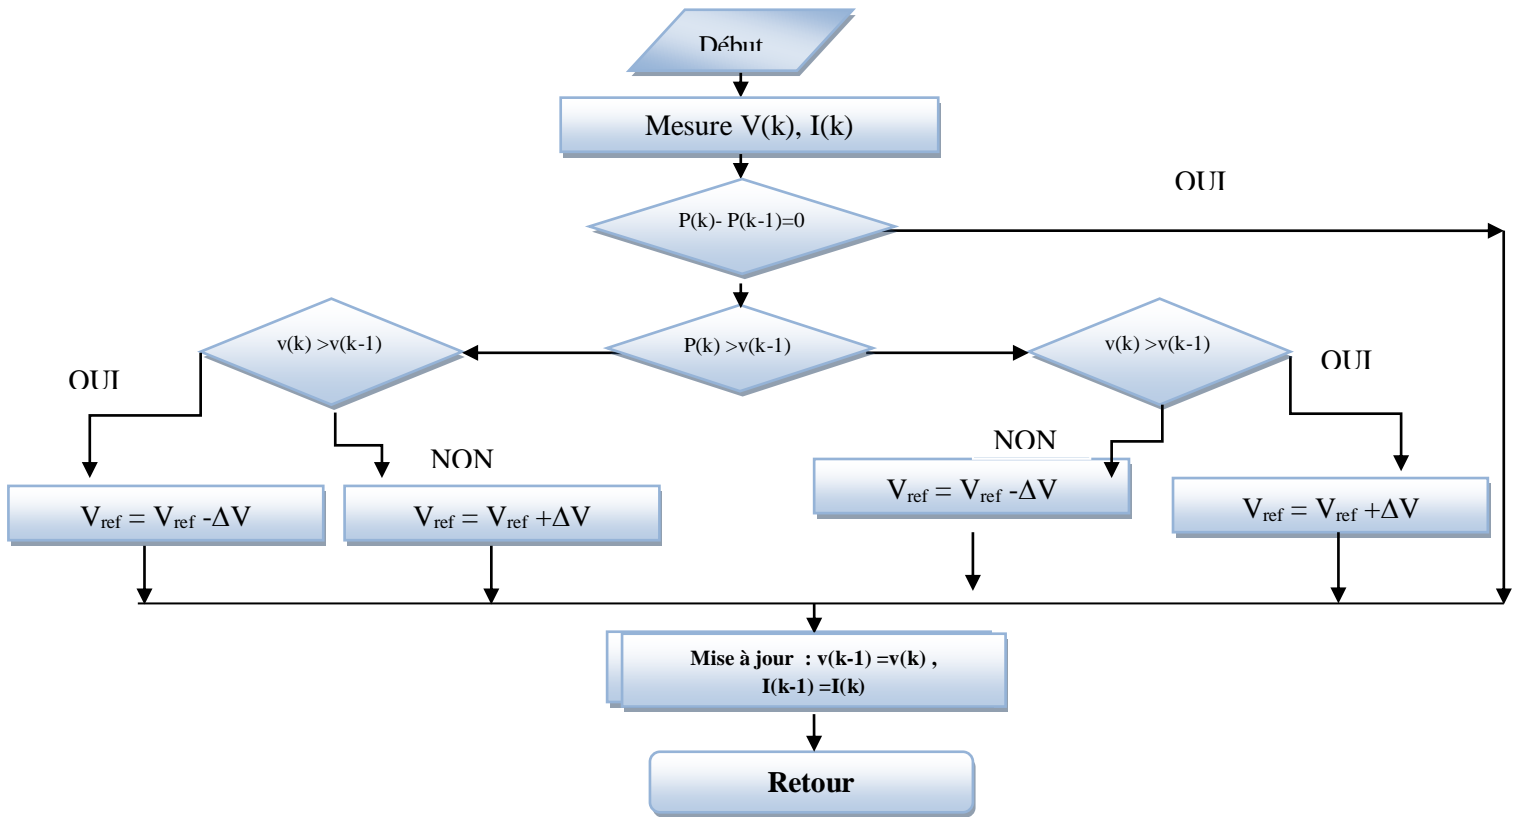 Début
Mesure V(k), I(k)
OUI
P(k)- P(k-1)=0
v(k) >v(k-1)
P(k) >v(k-1)
v(k) >v(k-1)
OUI
OUI
NON
NON
Vref = Vref -ΔV
Vref = Vref +ΔV
Vref = Vref -ΔV
Vref = Vref +ΔV
Mise à jour : v(k-1) =v(k) ,
I(k-1) =I(k)
Retour